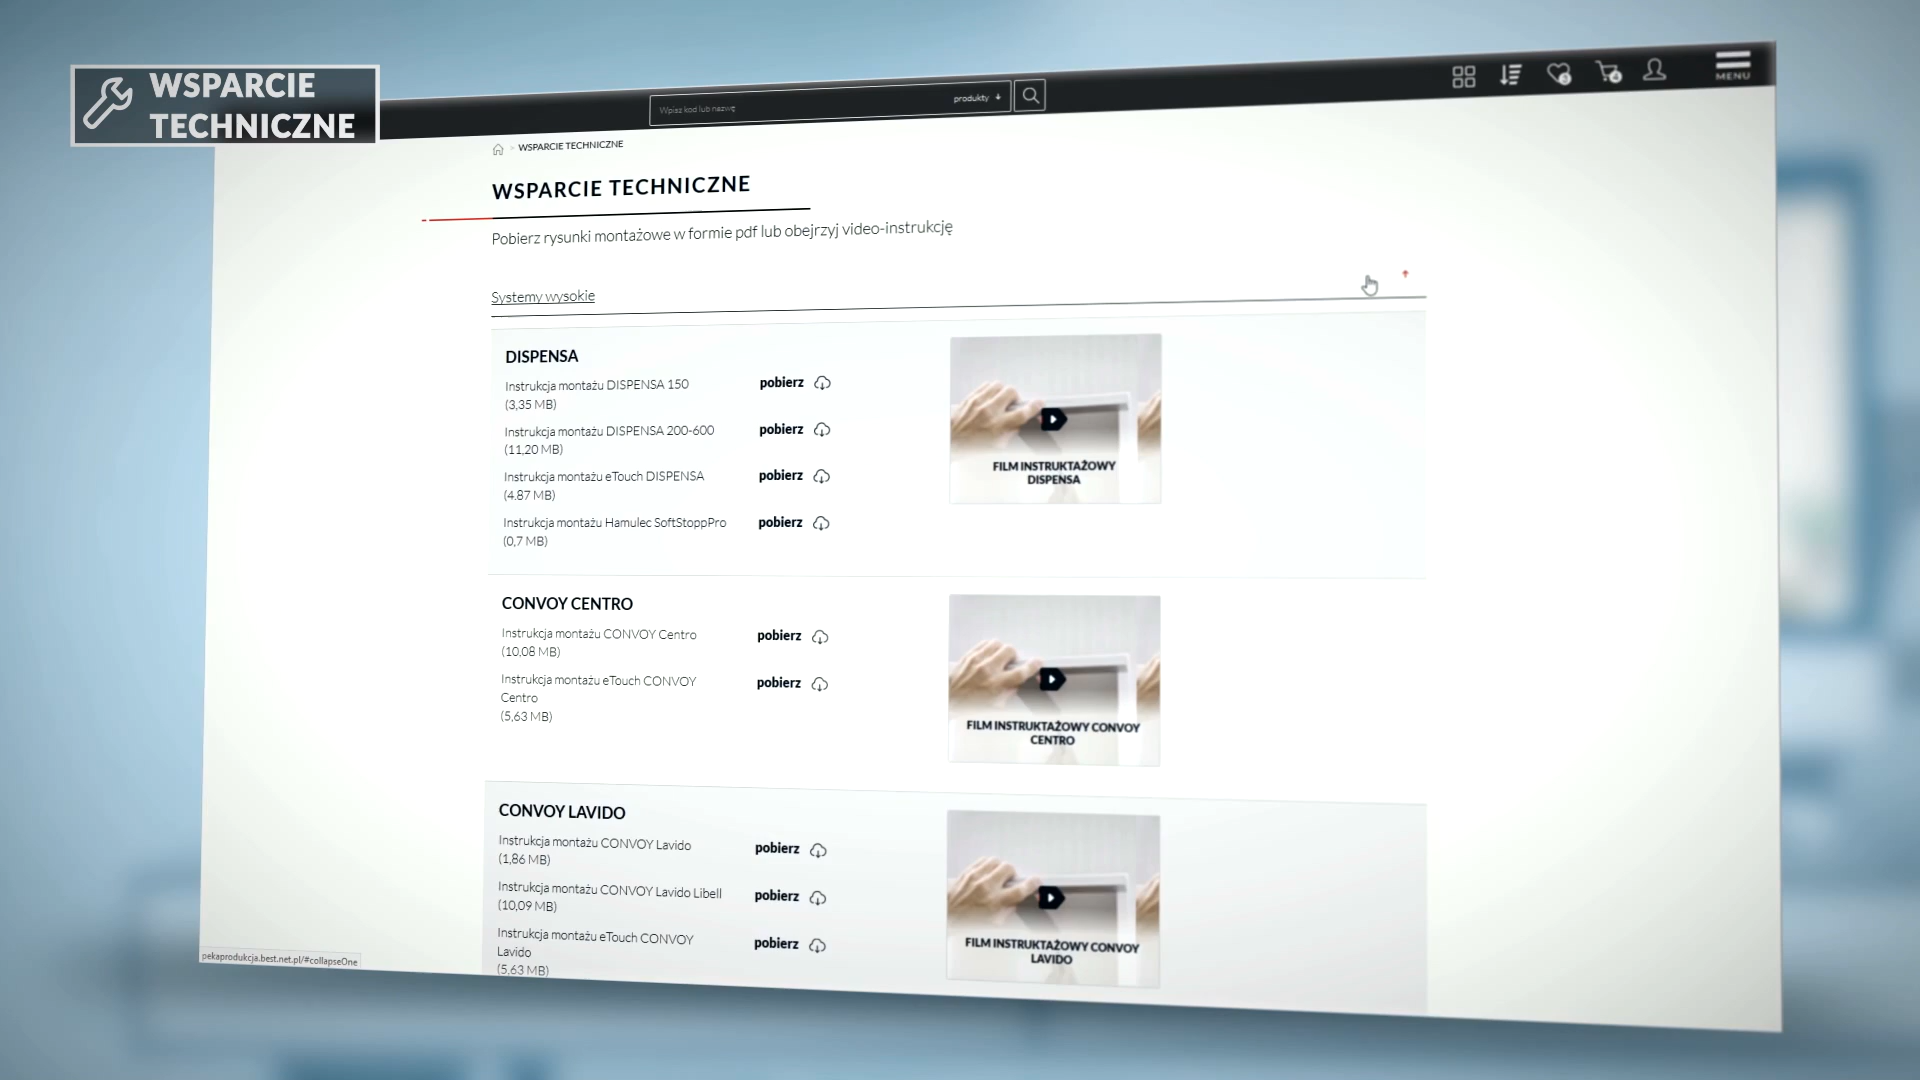 WSPARCIE
TECHNICZNE
Wpisz kod lub nazwę
produkty
MENU
> WSPARCIE TECHNICZNE
WSPARCIE TECHNICZNE
Pobierz rysunki montażowe w formie pdf lub obejrzyj video-instrukcję
Systemy wysokie
DISPENSA
Instrukcja montażu DISPENSA 150
(3,35 MB)
pobierz
Instrukcja montażu DISPENSA 200-600
(11,20 MB)
pobierz
Instrukcja montażu eTouch DISPENSA
(4.87 MB)
pobierz
Instrukcja montażu Hamulec SoftStoppPro
(0,7 MB)
pobierz
FILM INSTRUKTAŻOWY
DISPENSA
CONVOY CENTRO
Instrukcja montażu CONVOY Centro
(10,08 MB)
pobierz
Instrukcja montażu eTouch CONVOY
Centro
(5,63 MB)
pobierz
FILM INSTRUKTAŻOWY CONVOY
CENTRO
CONVOY LAVIDO
Instrukcja montażu CONVOY Lavido
(1,86 MB)
pobierz
Instrukcja montażu CONVOY Lavido Libell
(10,09 MB)
pobierz
Instrukcja montażu eTouch CONVOY
Lavido
(5,63 MB)
pobierz
FILM INSTRUKTAŻOWY CONVOY
LAVIDO
pekaprodukcja.best.net.pl/#collapseOne